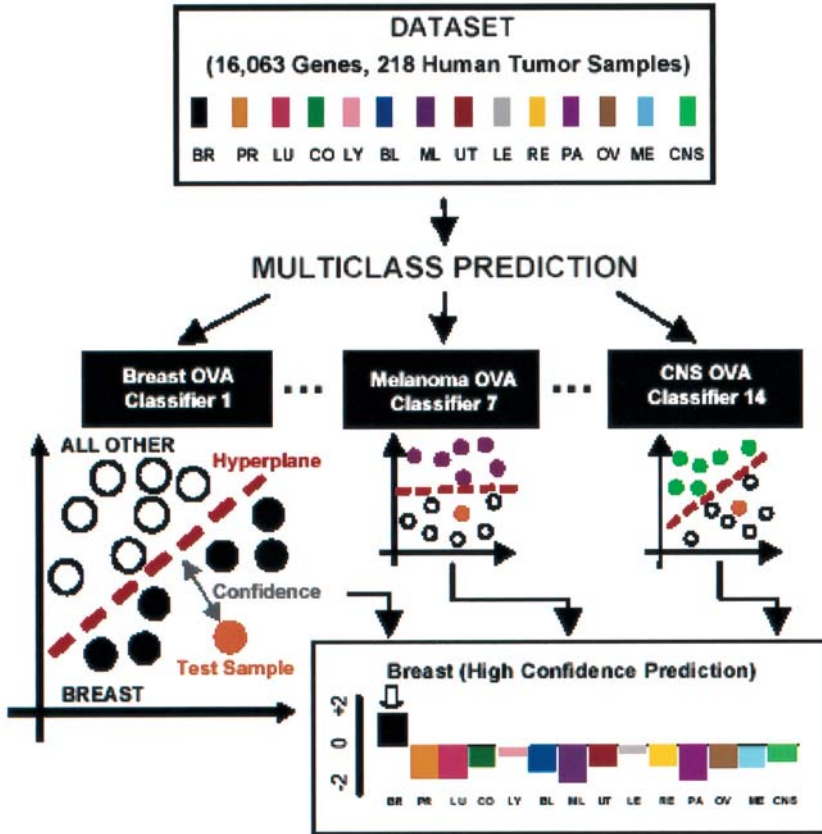 DATASET
(16,063 Genes, 218 Human Tumor Samples)
BR PR LU CO LY BL ML UT LE RE PA OV ME CNS
MULTICLASS PREDICTION
Breast OVA
Classifier 1
...
Melanoma OVA
Classifier 7
...
CNS OVA
Classifier 14
ALL OTHER
Hyperplane
Confidence
Test Sample
BREAST
Breast (High Confidence Prediction)
+2
0
-2
BR PR LU CO LY BL ML UT LE RE PA OV ME CNS